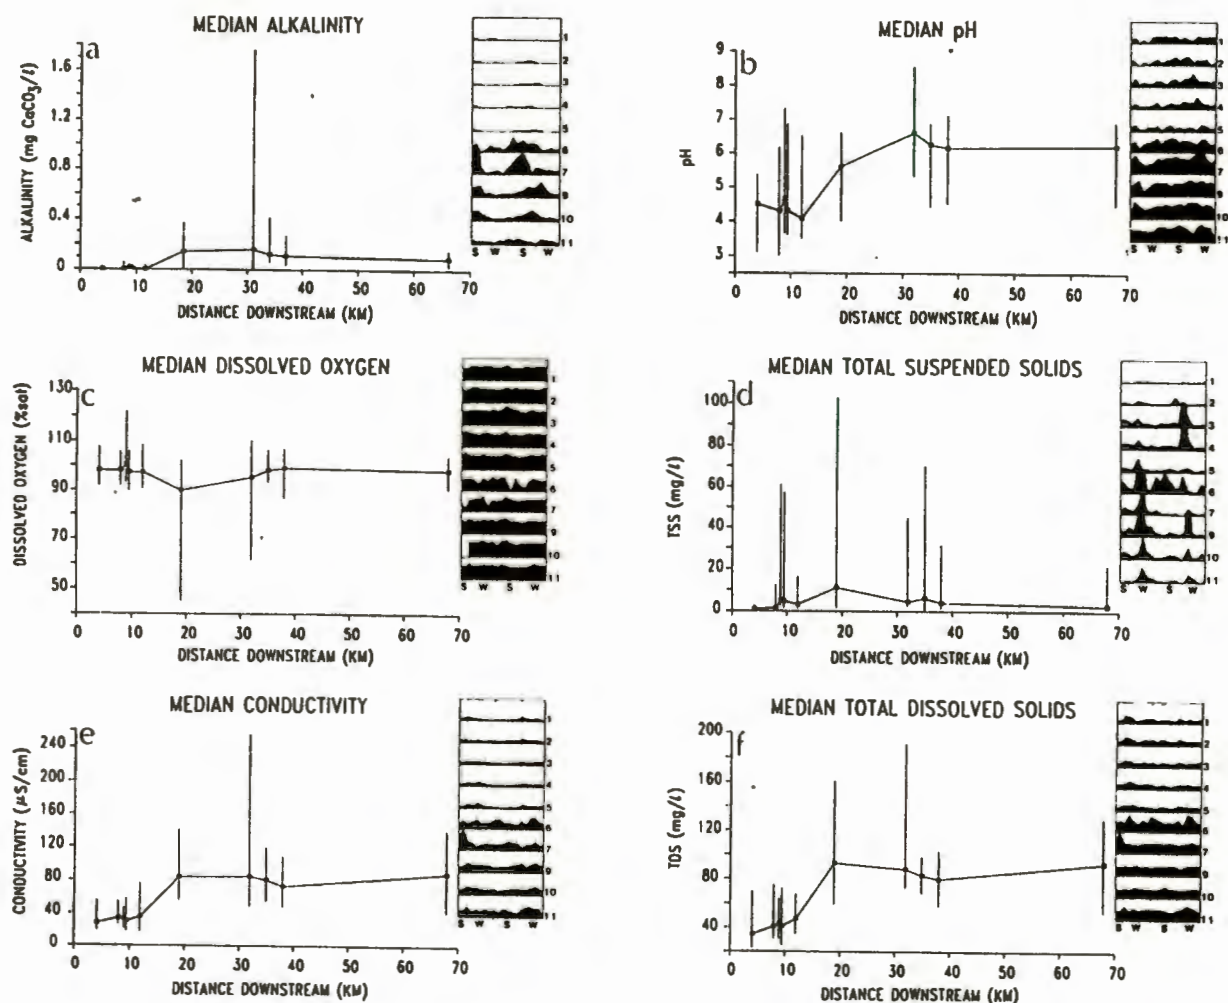 MEDIAN ALKALINITY
a
ALKALINITY (mg CaCO3/l)
1.6
1.2
0.8
0.4
0
0 10 20 30 40 50 60 70
DISTANCE DOWNSTREAM (KM)
1
2
3
4
5
6
7
9
10
11
S W S W
MEDIAN pH
b
pH
9
8
7
6
5
4
3
0 10 20 30 40 50 60 70
DISTANCE DOWNSTREAM (KM)
1
2
3
4
5
6
7
9
10
11
S W S W
MEDIAN DISSOLVED OXYGEN
c
DISSOLVED OXYGEN (%sat)
130
110
90
70
50
0 10 20 30 40 50 60 70
DISTANCE DOWNSTREAM (KM)
1
2
3
4
5
6
7
9
10
11
S W S W
MEDIAN TOTAL SUSPENDED SOLIDS
d
TSS (mg/l)
100
80
60
40
20
0
0 10 20 30 40 50 60 70
DISTANCE DOWNSTREAM (KM)
1
2
3
4
5
6
7
9
10
11
S W S W
MEDIAN CONDUCTIVITY
e
CONDUCTIVITY (µS/cm)
240
200
160
120
80
40
0
0 10 20 30 40 50 60 70
DISTANCE DOWNSTREAM (KM)
1
2
3
4
5
6
7
9
10
11
S W S W
MEDIAN TOTAL DISSOLVED SOLIDS
f
TDS (mg/l)
200
160
120
80
40
0 10 20 30 40 50 60 70
DISTANCE DOWNSTREAM (KM)
1
2
3
4
5
6
7
9
10
11
S W S W